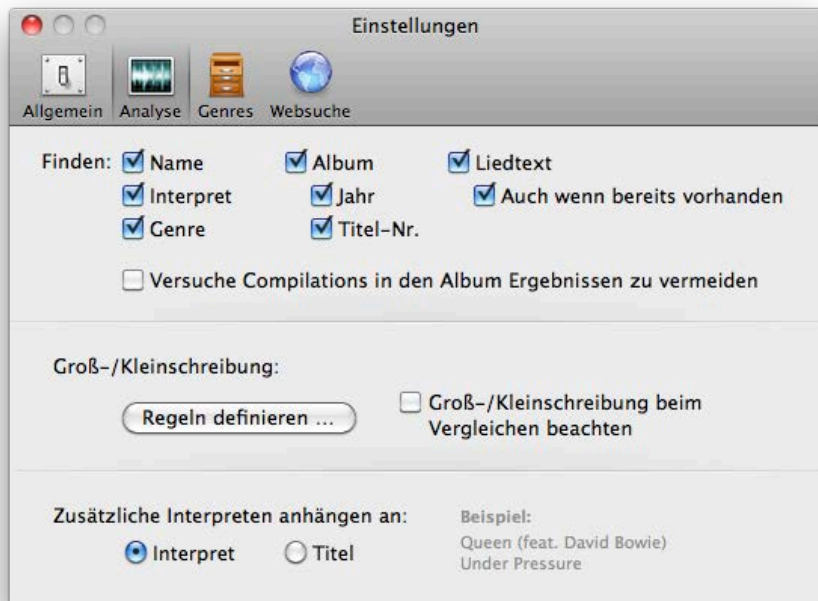 Einstellungen
Allgemein Analyse Genres Websuche
Finden: Name Album Liedtext
Interpret Jahr Auch wenn bereits vorhanden
Genre Titel-Nr.
Versuche Compilations in den Album Ergebnissen zu vermeiden
Groß-/Kleinschreibung:
Regeln definieren ...
Groß-/Kleinschreibung beim
Vergleichen beachten
Zusätzliche Interpreten anhängen an:
Interpret Titel
Beispiel:
Queen (feat. David Bowie)
Under Pressure